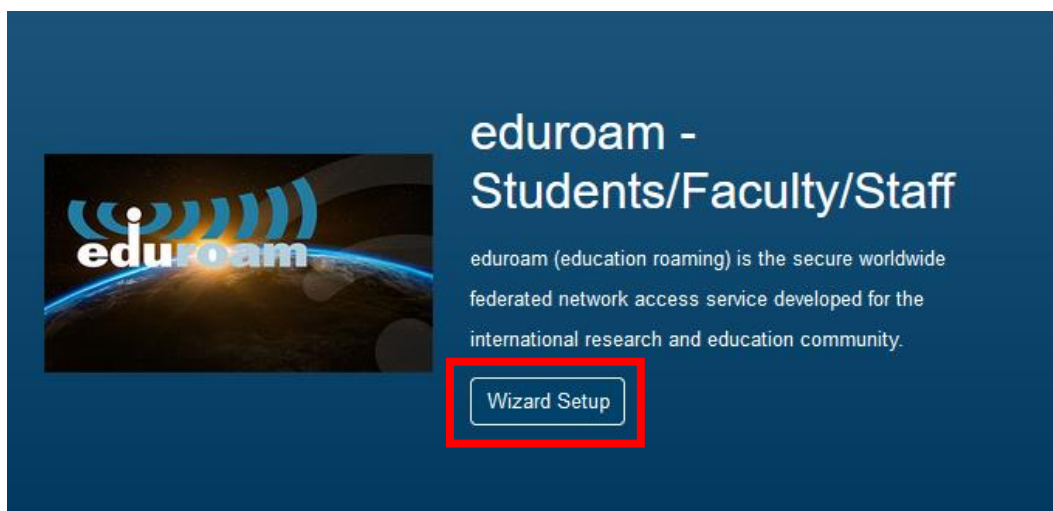 eduroam
eduroam -
Students/Faculty/Staff
eduroam (education roaming) is the secure worldwide
federated network access service developed for the
international research and education community.
Wizard Setup